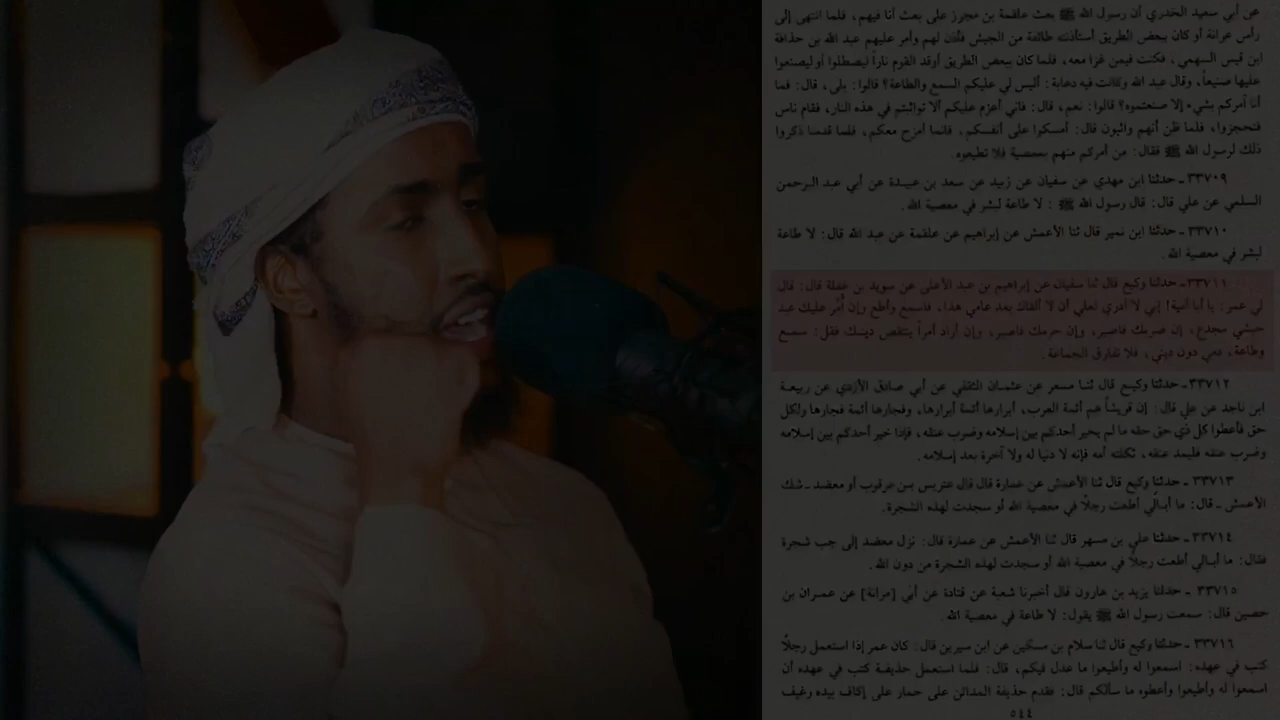 عن أبي سعيد الخدري أن رسول الله ﷺ بعث علقمة بن مجزر على بعث أنا فيهم، فلما انتهى إلى
رأس غزاته أو كان ببعض الطريق أستأذنته طائفة من الجيش فأذن لهم وأمر عليهم عبد الله بن حذافة
ابن قيس السهمي، فكنت فيمن غزا معه، فلما كان ببعض الطريق أوقد القوم ناراً ليصطلوا أو ليصنعوا
عليها صنيعاً، وقال عبد الله وكانت فيه دعابة: أليس لي عليكم السمع والطاعة؟ قالوا: بلى، قال: فما
أنا آمركم بشيء إلا صنعتموه؟ قالوا: نعم، قال: فاني أعزم عليكم ألا تواثبتم في هذه النار، فقام ناس
فتحجزوا، فلما ظن أنهم واثبون قال: أمسكوا على أنفسكم، فانما أمزح معكم، فلما قدمنا ذكروا
ذلك لرسول الله ﷺ فقال: من أمركم منهم بمعصية فلا تطيعوه.
٣٣٧٠٩ ـ حدثنا ابن مهدي عن سفيان عن زبيد عن سعد بن عبيدة عن أبي عبد الرحمن
السلمي عن علي قال: قال رسول الله ﷺ : لا طاعة لبشر في معصية الله.
٣٣٧١٠ ـ حدثنا ابن نمير قال ثنا الأعمش عن إبراهيم عن علقمة عن عبد الله قال: لا طاعة
لبشر في معصية الله.
٣٣٧١١ ـ حدثنا وكيع قال ثنا سفيان عن إبراهيم بن عبد الأعلى عن سويد بن غفلة قال: قال
لي عمر: يا أبا أمية! إني لا أدري لعلي أن لا ألقاك بعد عامي هذا، فاسمع وأطع وإن أُمِّر عليك عبد
حبشي مجدع، إن ضربك فاصبر، وإن حرمك فاصبر، وإن أراد أمراً ينتقص دينك فقل: سمع
وطاعة، دمي دون ديني، فلا تفارق الجماعة.
٣٣٧١٢ ـ حدثنا وكيع قال ثنا مسعر عن عثمان الثقفي عن أبي صادق الأزدي عن ربيعة
ابن ناجد عن علي قال: إن قريشاً هم أئمة العرب، أبرارها أئمة أبرارها، وفجارها أئمة فجارها ولكل
حق فأعطوا كل ذي حق حقه ما لم يخير أحدكم بين إسلامه وضرب عنقه، فإذا خير أحدكم بين إسلامه
وضرب عنقه فليمد عنقه، ثكلته أمه فإنه لا دنيا له ولا آخرة بعد إسلامه.
٣٣٧١٣ ـ حدثنا وكيع قال ثنا الأعمش عن عمارة قال قال عتريس بن عرقوب أو معضد ـ شك
الأعمش ـ قال: ما أبالي أطعت رجلًا في معصية الله أو سجدت لهذه الشجرة.
٣٣٧١٤ ـ حدثنا علي بن مسهر قال ثنا الأعمش عن عمارة قال: نزل معضد إلى جب شجرة
فقال: ما أبالي أطعت رجلًا في معصية الله أو سجدت لهذه الشجرة من دون الله.
٣٣٧١٥ ـ حدثنا يزيد بن هارون قال أخبرنا شعبة عن قتادة عن أبي [مرانة] عن عمران بن
حصين قال: سمعت رسول الله ﷺ يقول: لا طاعة في معصية الله.
٣٣٧١٦ ـ حدثنا وكيع قال ثنا سلام بن مسكين عن ابن سيرين قال: كان عمر إذا استعمل رجلًا
كتب في عهده: اسمعوا له وأطيعوا ما عدل فيكم، قال: فلما استعمل حذيفة كتب في عهده أن
اسمعوا له وأطيعوا وأعطوه ما سألكم قال: فقدم حذيفة المدائن على حمار على إكاف بيده رغيف
٥٤٤